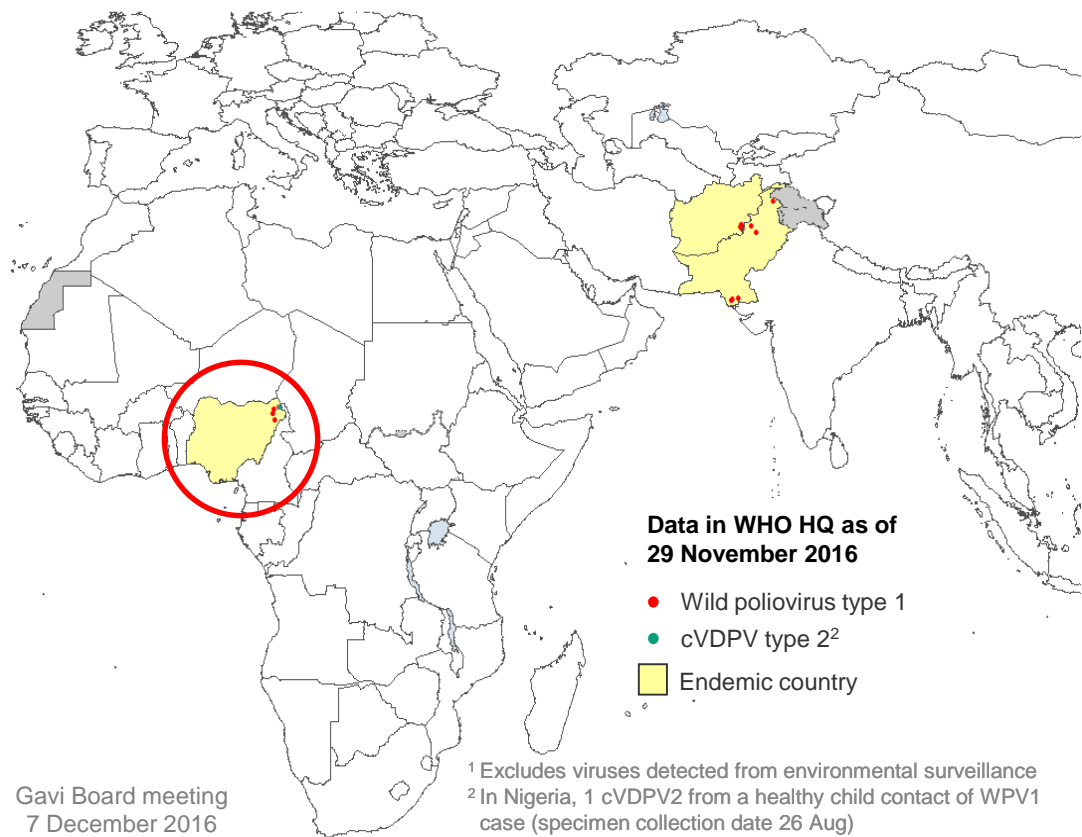 Data in WHO HQ as of
29 November 2016
Wild poliovirus type 1
cVDPV type 2²
Endemic country
¹ Excludes viruses detected from environmental surveillance
² In Nigeria, 1 cVDPV2 from a healthy child contact of WPV1
case (specimen collection date 26 Aug)
Gavi Board meeting
7 December 2016